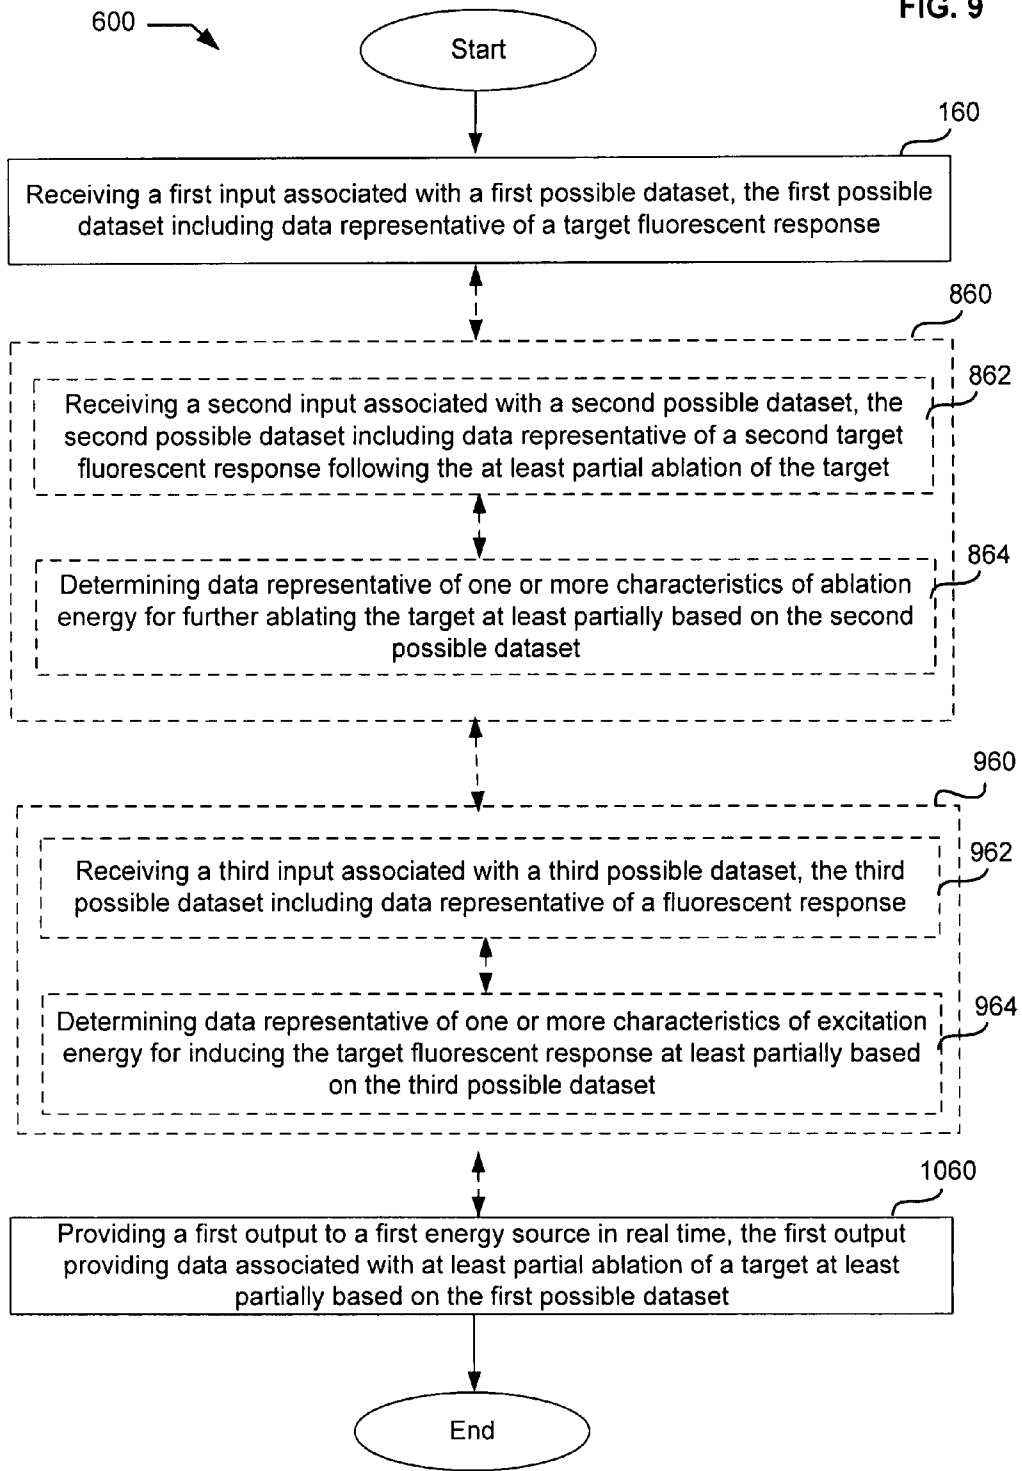 FIG. 9
600
Start
160
Receiving a first input associated with a first possible dataset, the first possible
dataset including data representative of a target fluorescent response
860
862
Receiving a second input associated with a second possible dataset, the
second possible dataset including data representative of a second target
fluorescent response following the at least partial ablation of the target
864
Determining data representative of one or more characteristics of ablation
energy for further ablating the target at least partially based on the second
possible dataset
960
962
Receiving a third input associated with a third possible dataset, the third
possible dataset including data representative of a fluorescent response
964
Determining data representative of one or more characteristics of excitation
energy for inducing the target fluorescent response at least partially based
on the third possible dataset
1060
Providing a first output to a first energy source in real time, the first output
providing data associated with at least partial ablation of a target at least
partially based on the first possible dataset
End